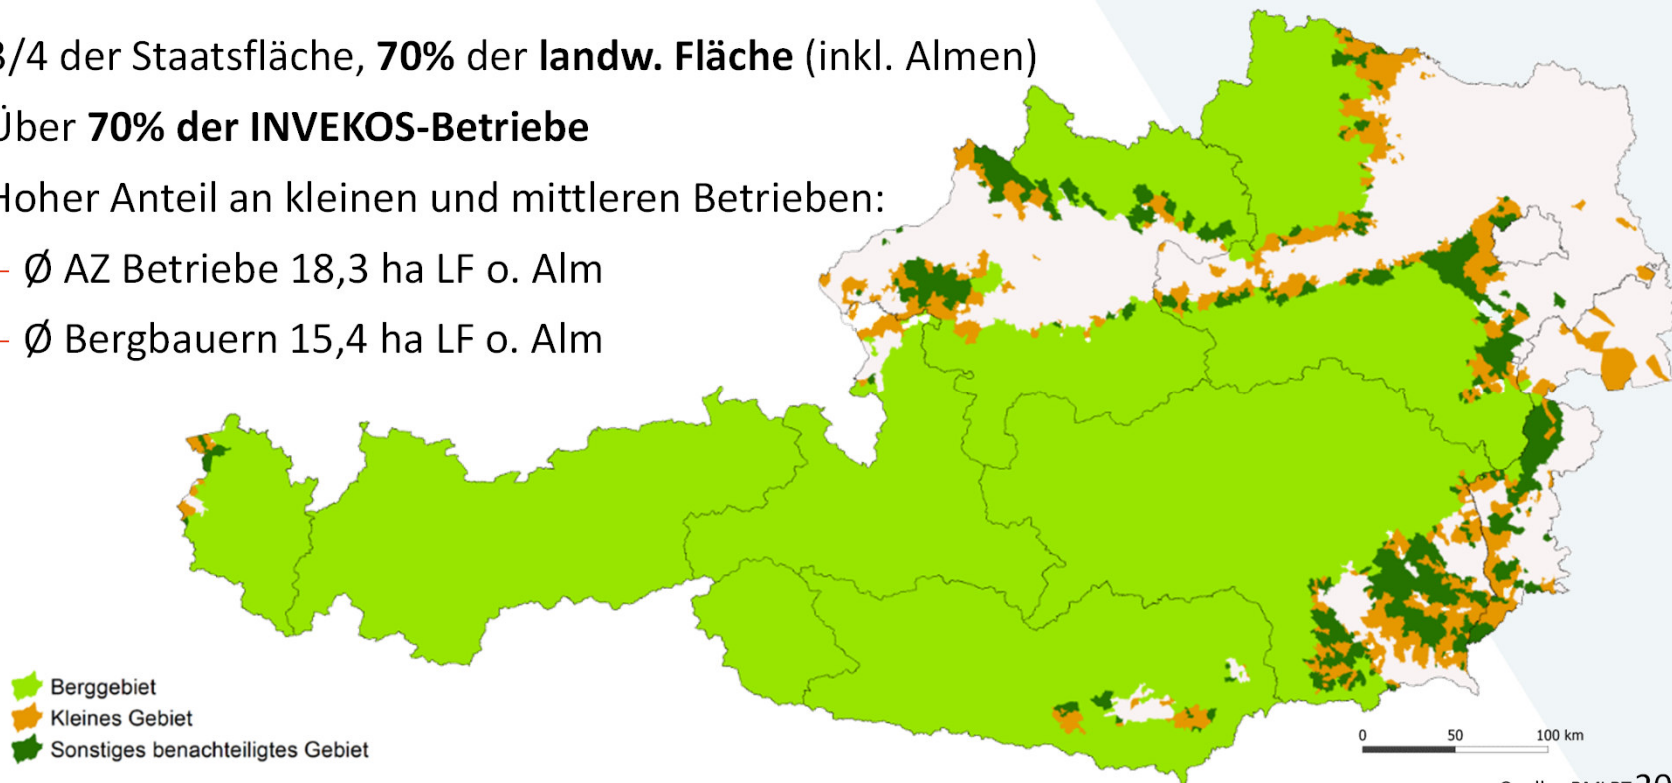 3/4 der Staatsfläche, 70% der landw. Fläche (inkl. Almen)
Über 70% der INVEKOS-Betriebe
Hoher Anteil an kleinen und mittleren Betrieben:
– Ø AZ Betriebe 18,3 ha LF o. Alm
– Ø Bergbauern 15,4 ha LF o. Alm
Berggebiet
Kleines Gebiet
Sonstiges benachteiligtes Gebiet
0 50 100 km